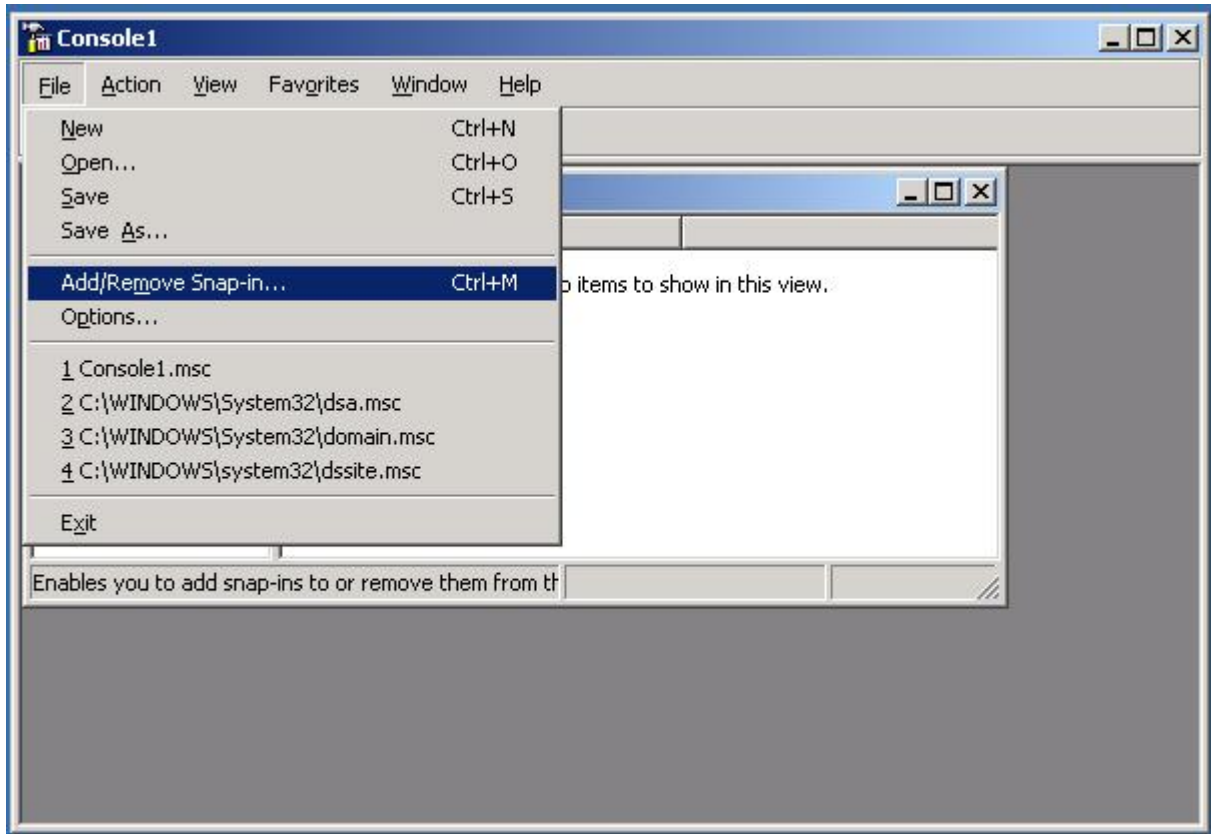 Console1
File Action View Favorites Window Help
New Ctrl+N
Open... Ctrl+O
Save Ctrl+S
Save As...
Add/Remove Snap-in... Ctrl+M
items to show in this view.
Options...
1 Console1.msc
2 C:\WINDOWS\System32\dsa.msc
3 C:\WINDOWS\System32\domain.msc
4 C:\WINDOWS\system32\dssite.msc
Exit
Enables you to add snap-ins to or remove them from